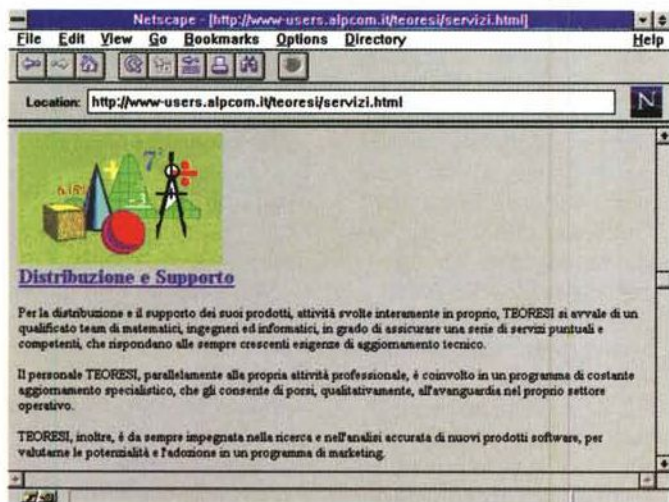 Netscape - [http://www-users.alpcom.it/teoresi/servizi.html]
File Edit View Go Bookmarks Options Directory Help
Location: http://www-users.alpcom.it/teoresi/servizi.html N
7²
Distribuzione e Supporto
Per la distribuzione e il supporto dei suoi prodotti, attività svolte interamente in proprio, TEORESI si avvale di un
qualificato team di matematici, ingegneri ed informatici, in grado di assicurare una serie di servizi puntuali e
competenti, che rispondano alle sempre crescenti esigenze di aggiornamento tecnico.
Il personale TEORESI, parallelamente alla propria attività professionale, é coinvolto in un programma di costante
aggiornamento specialistico, che gli consente di porsi, qualitativamente, all'avanguardia nel proprio settore
operativo.
TEORESI, inoltre, é da sempre impegnata nella ricerca e nell'analisi accurata di nuovi prodotti software, per
valutarne le potenzialità e l'adozione in un programma di marketing.